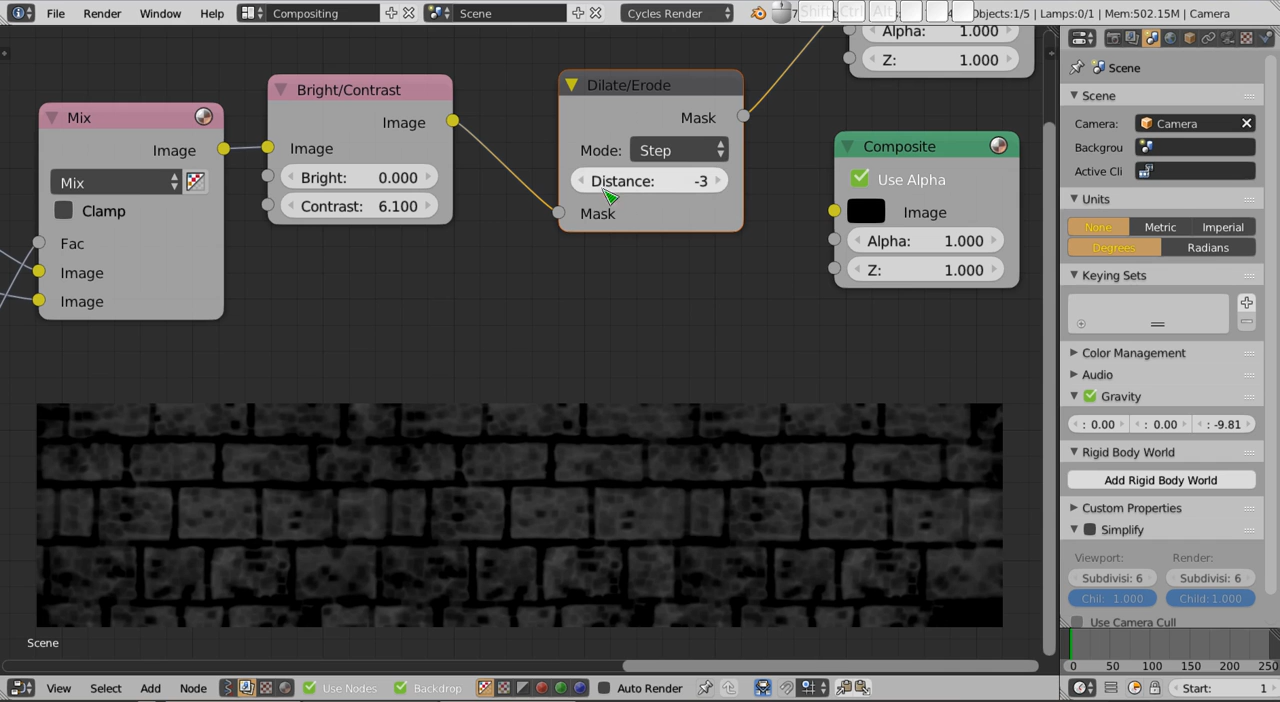 File Render Window Help Compositing Scene Cycles Render Shift Ctrl Alt Objects:1/5 | Lamps:0/1 | Mem:502.15M | Camera
Alpha: 1.000
Z: 1.000
Mix
Image
Mix
Clamp
Fac
Image
Image
Bright/Contrast
Image
Image
Bright: 0.000
Contrast: 6.100
Dilate/Erode
Mask
Mode: Step
Distance: -3
Mask
Composite
Use Alpha
Image
Alpha: 1.000
Z: 1.000
Scene
Scene
Camera: Camera
Backgrou
Active Cli
Units
None Metric Imperial
Degrees Radians
Keying Sets
Color Management
Audio
Gravity
: 0.00 : 0.00 : -9.81
Rigid Body World
Add Rigid Body World
Custom Properties
Simplify
Viewport: Render:
Subdivisi: 6 Subdivisi: 6
Chil: 1.000 Child: 1.000
Use Camera Cull
Scene
0 50 100 150 200 250
View Select Add Node Use Nodes Backdrop Auto Render Start: 1